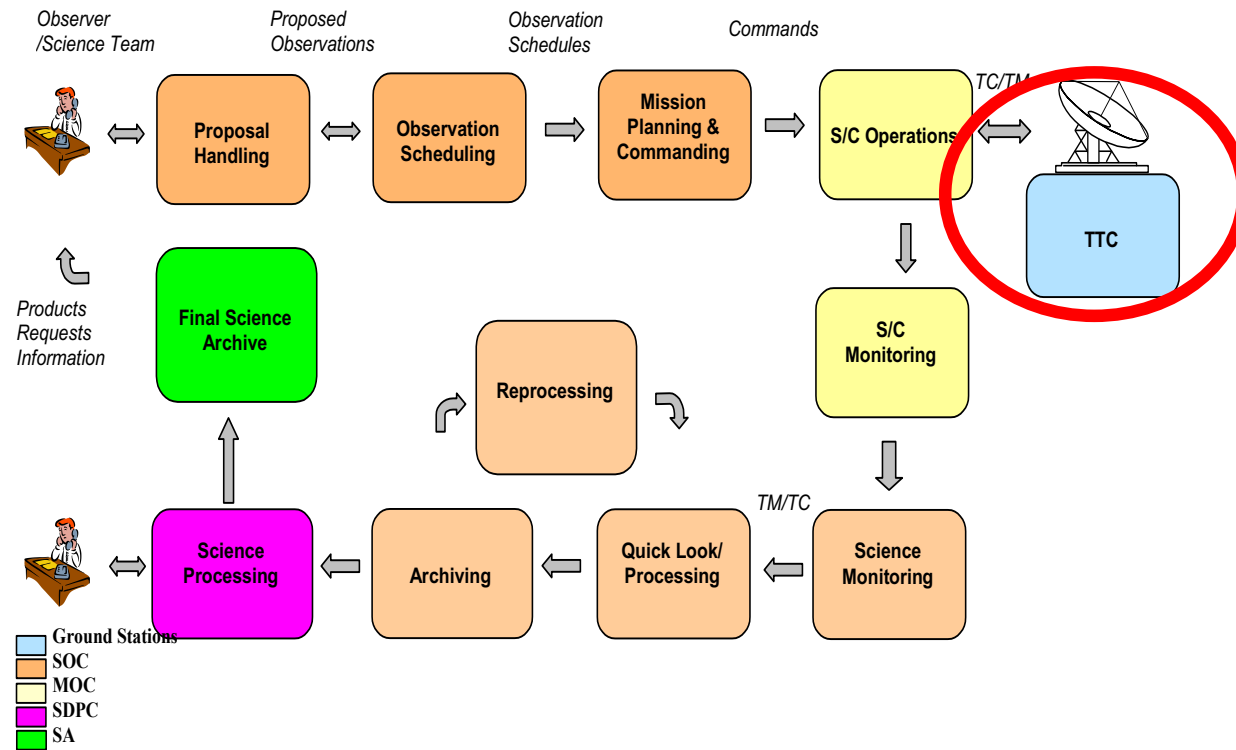 Observer
/Science Team
Proposed
Observations
Observation
Schedules
Commands
TC/TM
Proposal
Handling
Observation
Scheduling
Mission
Planning &
Commanding
S/C Operations
TTC
Final Science
Archive
Products
Requests
Information
S/C
Monitoring
Reprocessing
TM/TC
Science
Processing
Archiving
Quick Look/
Processing
Science
Monitoring
Ground Stations
SOC
MOC
SDPC
SA